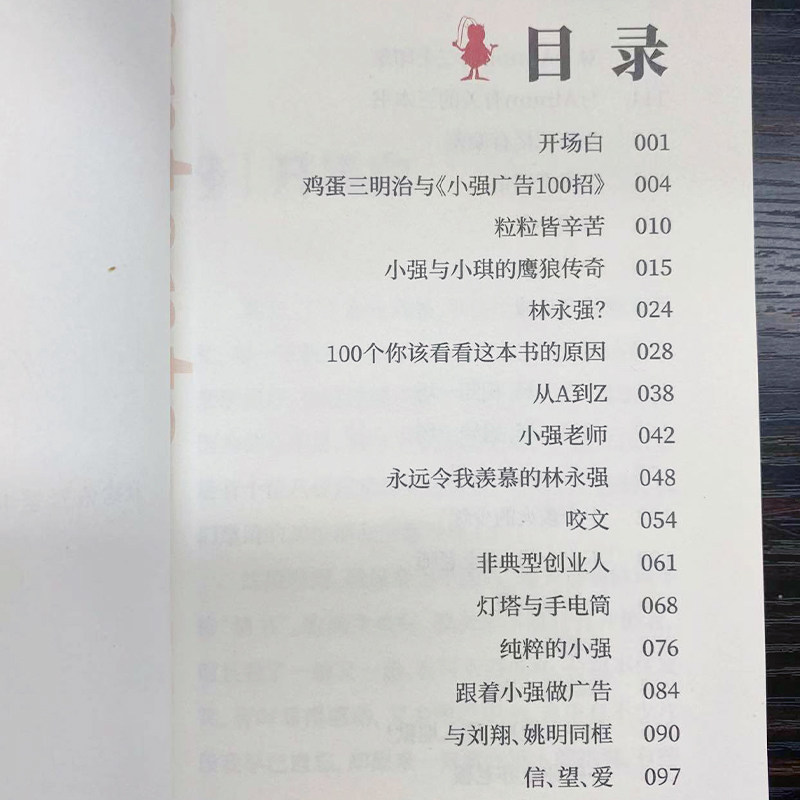 目录
开场白 001
鸡蛋三明治与《小强广告100招》 004
粒粒皆辛苦 010
小强与小琪的鹰狼传奇 015
林永强? 024
100个你该看看这本书的原因 028
从A到Z 038
小强老师 042
永远令我羡慕的林永强 048
咬文 054
非典型创业人 061
灯塔与手电筒 068
纯粹的小强 076
跟着小强做广告 084
与刘翔、姚明同框 090
信、望、爱 097